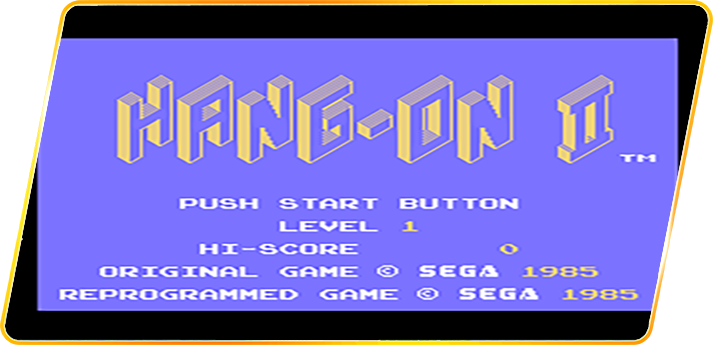 HANG-ON II
TM
PUSH START BUTTON
LEVEL 1
HI-SCORE 0
ORIGINAL GAME © SEGA 1985
REPROGRAMMED GAME © SEGA 1985